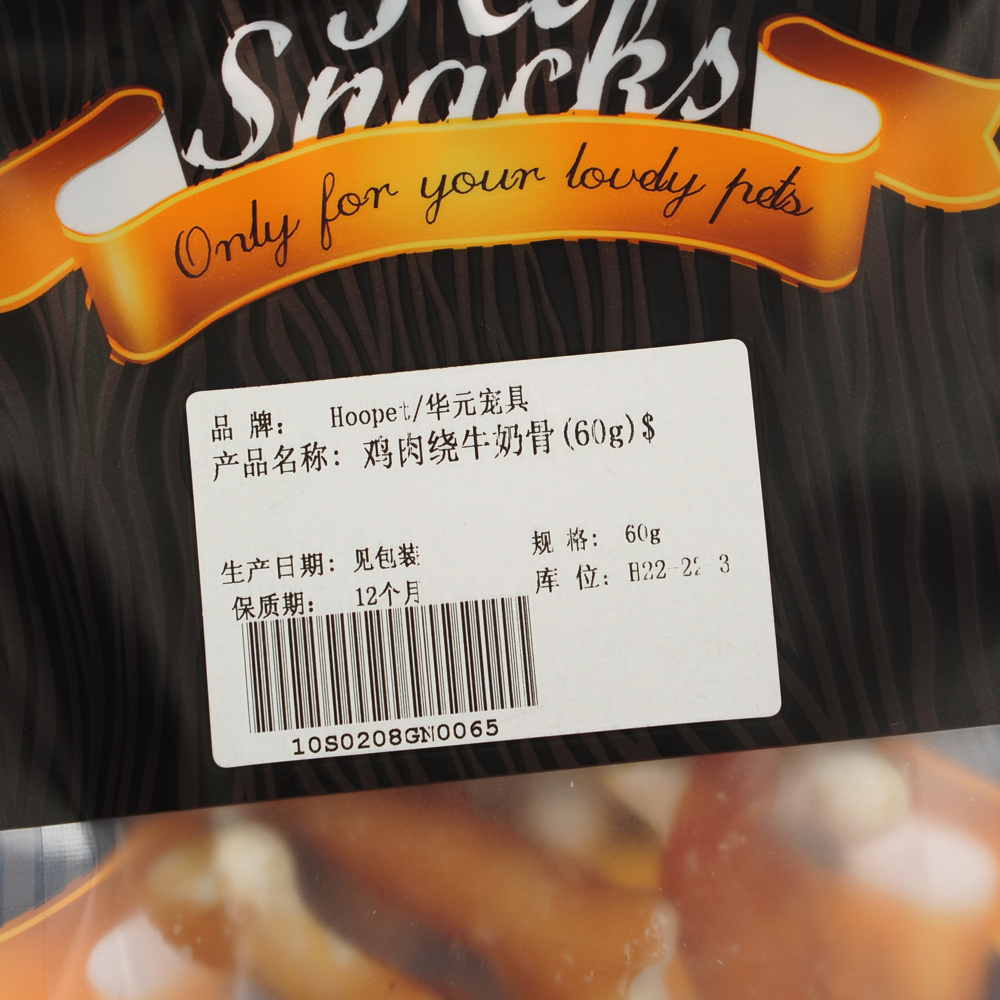 Snacks
Only for your lovely pets
品 牌： Hoopet/华元宠具
产品名称：鸡肉绕牛奶骨(60g)$
生产日期：见包装
规 格： 60g
保质期： 12个月
库 位：H22-22-3
10S0208GN0065